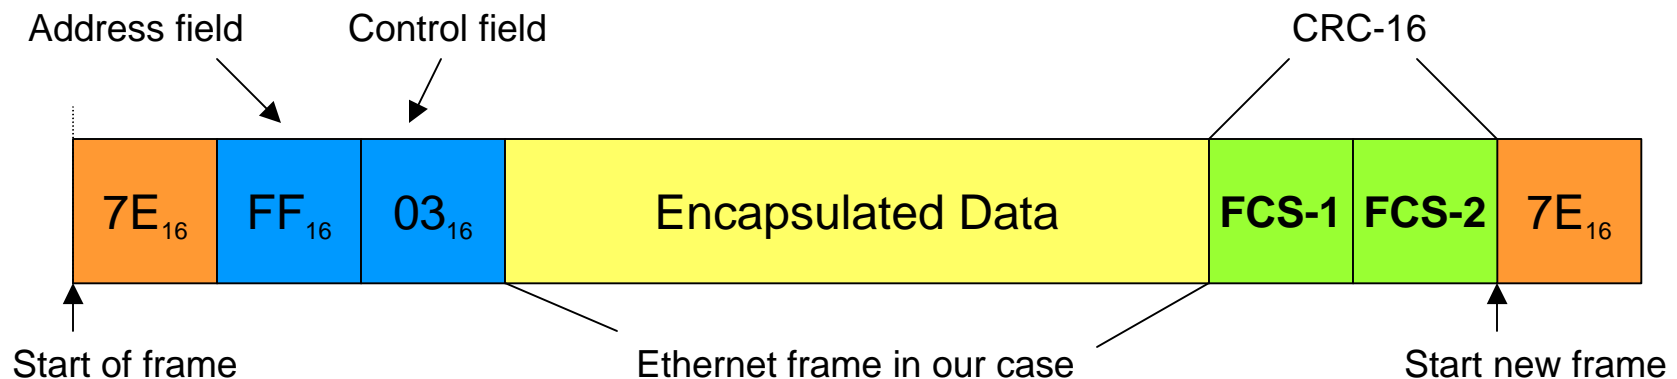 Address field Control field CRC-16
7E₁₆ FF₁₆ 03₁₆ Encapsulated Data FCS-1 FCS-2 7E₁₆
Start of frame Ethernet frame in our case Start new frame